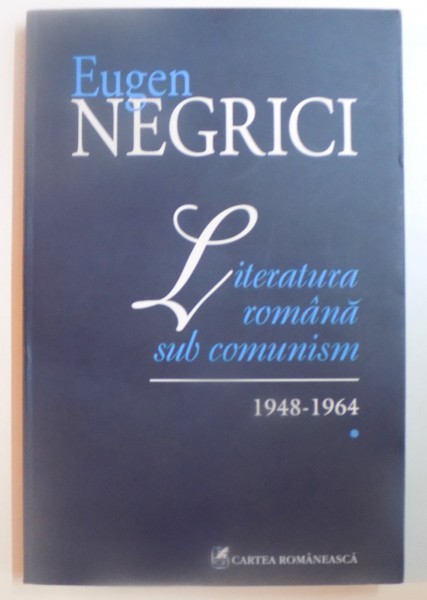 Eugen
NEGRICI
Literatura
română
sub comunism
1948-1964
CARTEA ROMÂNEASCĂ